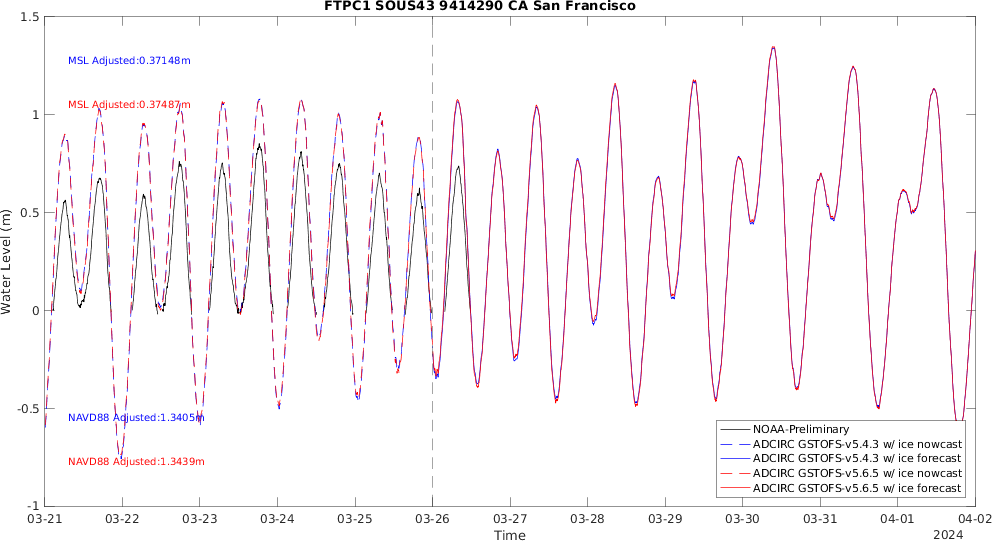 FTPC1 SOUS43 9414290 CA San Francisco
1.5
1
0.5
0
-0.5
-1
Water Level (m)
MSL Adjusted:0.37148m
MSL Adjusted:0.37487m
NAVD88 Adjusted:1.3405m
NAVD88 Adjusted:1.3439m
NOAA-Preliminary
ADCIRC GSTOFS-v5.4.3 w/ ice nowcast
ADCIRC GSTOFS-v5.4.3 w/ ice forecast
ADCIRC GSTOFS-v5.6.5 w/ ice nowcast
ADCIRC GSTOFS-v5.6.5 w/ ice forecast
03-21 03-22 03-23 03-24 03-25 03-26 03-27 03-28 03-29 03-30 03-31 04-01 04-02
Time
2024